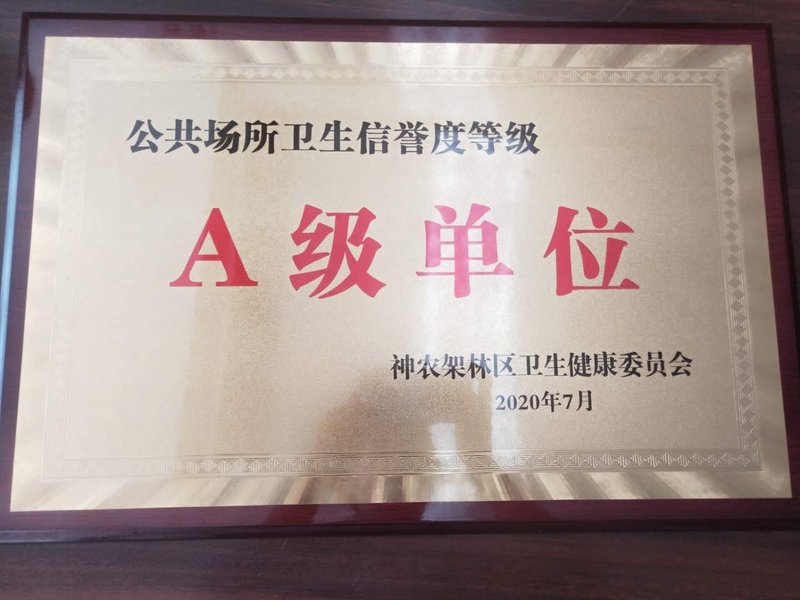 公共场所卫生信誉度等级
A级单位
神农架林区卫生健康委员会
2020年7月